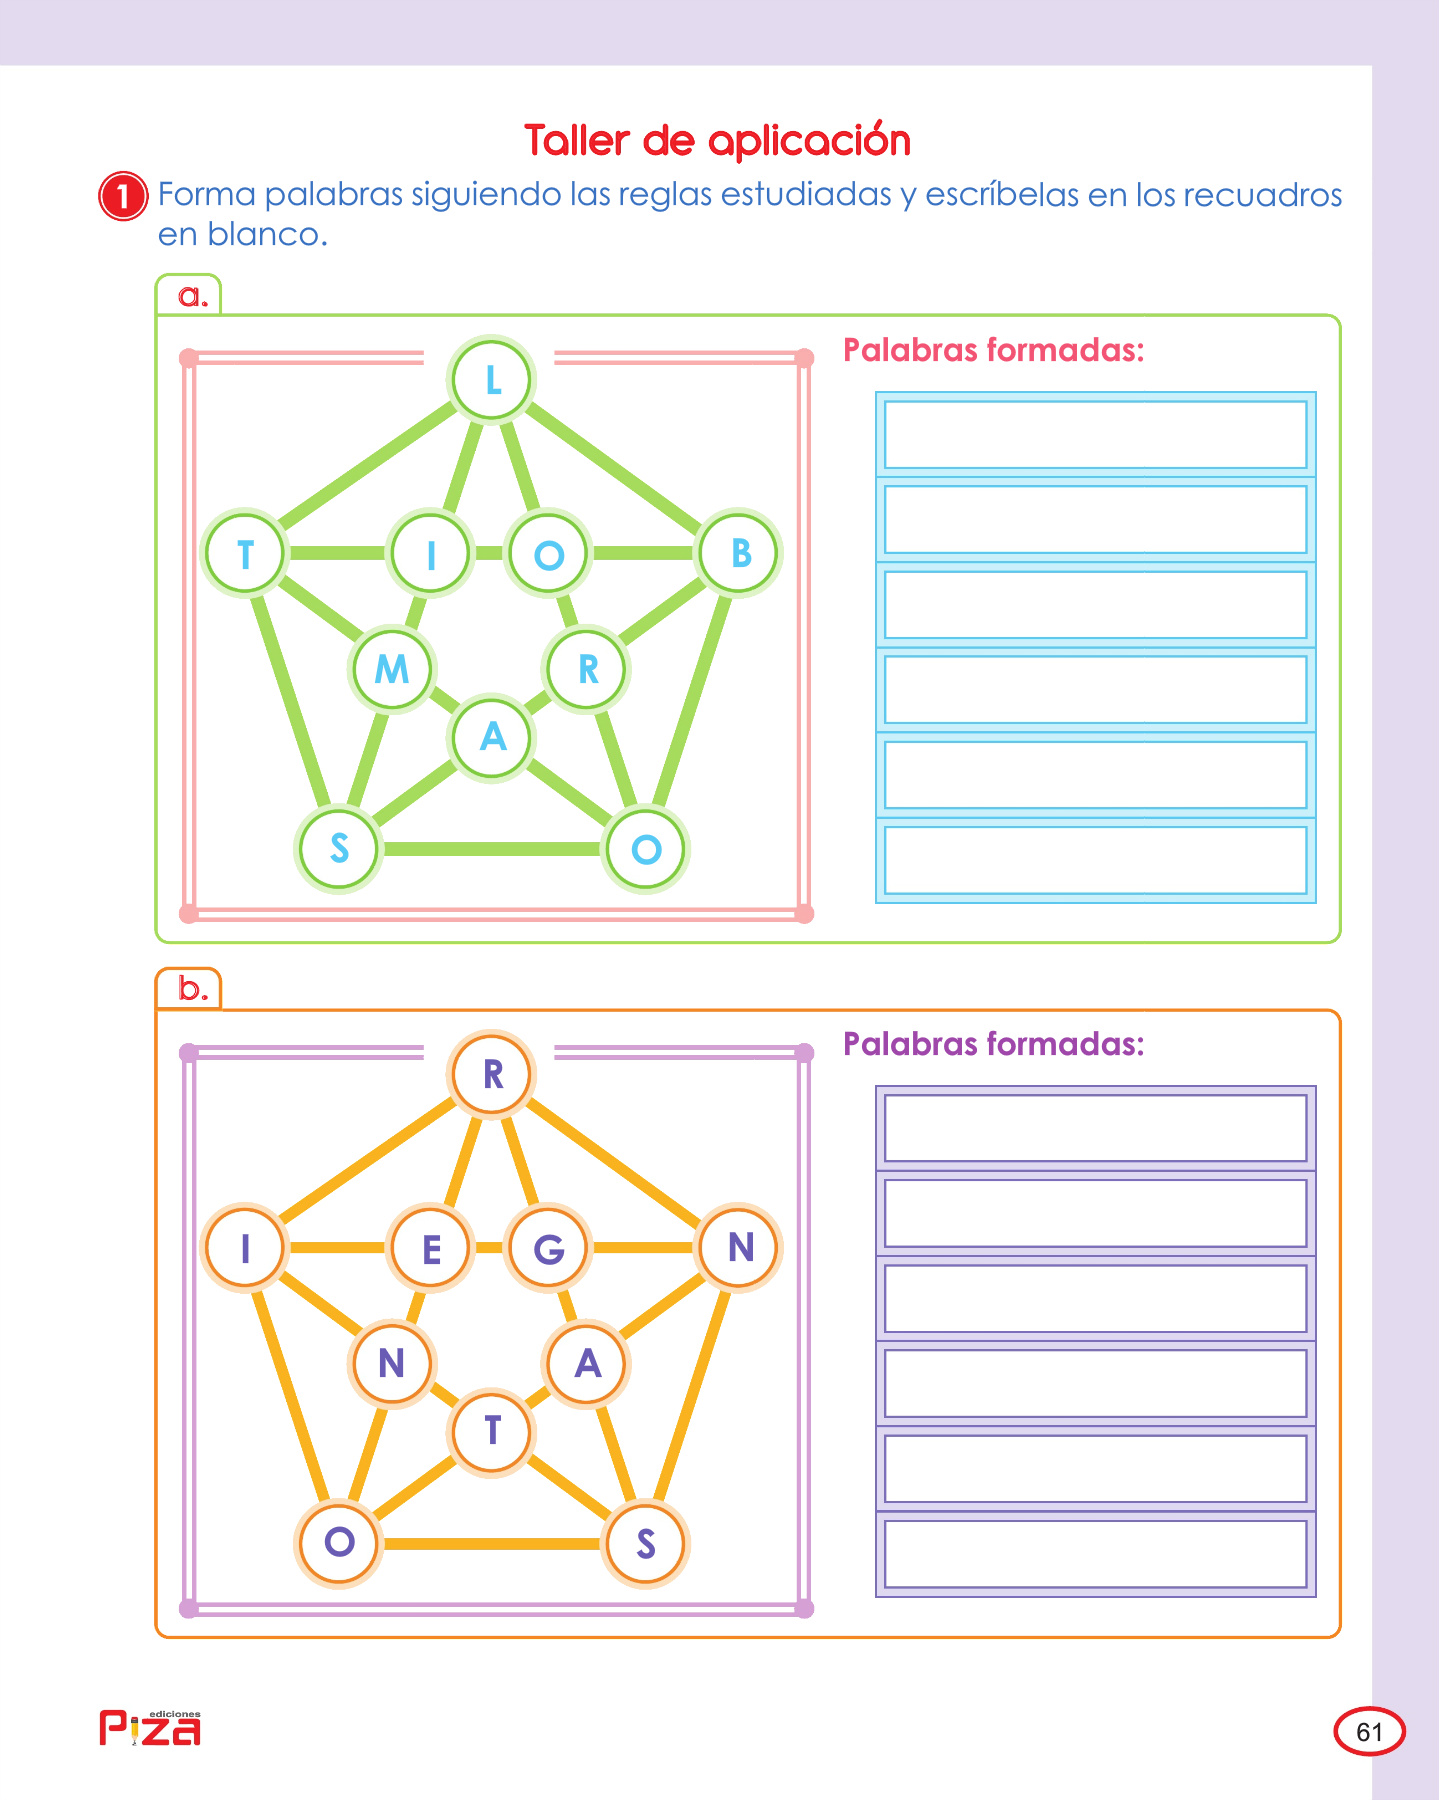 Taller de aplicación
1 Forma palabras siguiendo las reglas estudiadas y escríbelas en los recuadros
en blanco.
a.
Palabras formadas:
L
T I O B
M R
A
S O
b.
Palabras formadas:
R
I E G N
N A
T
O S
ediciones
Piza
61